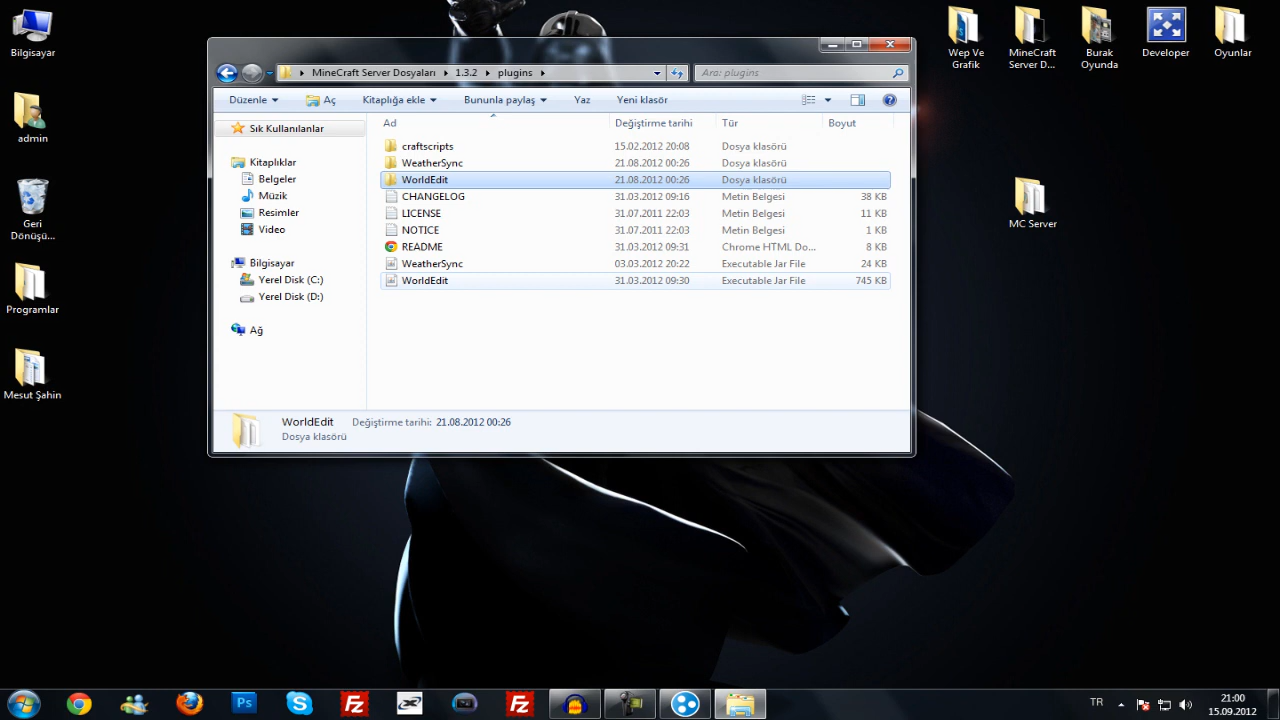 Bilgisayar
admin
Geri
Dönüşü...
Programlar
Mesut Şahin
MineCraft Server Dosyaları
1.3.2
plugins
Ara: plugins
Düzenle
Aç
Kitaplığa ekle
Bununla paylaş
Yaz
Yeni klasör
Sık Kullanılanlar
Kitaplıklar
Belgeler
Müzik
Resimler
Video
Bilgisayar
Yerel Disk (C:)
Yerel Disk (D:)
Ağ
Ad Değiştirme tarihi Tür Boyut
craftscripts 15.02.2012 20:08 Dosya klasörü
WeatherSync 21.08.2012 00:26 Dosya klasörü
WorldEdit 21.08.2012 00:26 Dosya klasörü
CHANGELOG 31.03.2012 09:16 Metin Belgesi 38 KB
LICENSE 31.07.2011 22:03 Metin Belgesi 11 KB
NOTICE 31.07.2011 22:03 Metin Belgesi 1 KB
README 31.03.2012 09:31 Chrome HTML Do... 8 KB
WeatherSync 03.03.2012 20:22 Executable Jar File 24 KB
WorldEdit 31.03.2012 09:30 Executable Jar File 745 KB
WorldEdit Değiştirme tarihi: 21.08.2012 00:26
Dosya klasörü
Wep Ve
Grafik
MineCraft
Server D...
Burak
Oyunda
Developer
Oyunlar
MC Server
Ps
Fz
Fz
TR
21:00
15.09.2012